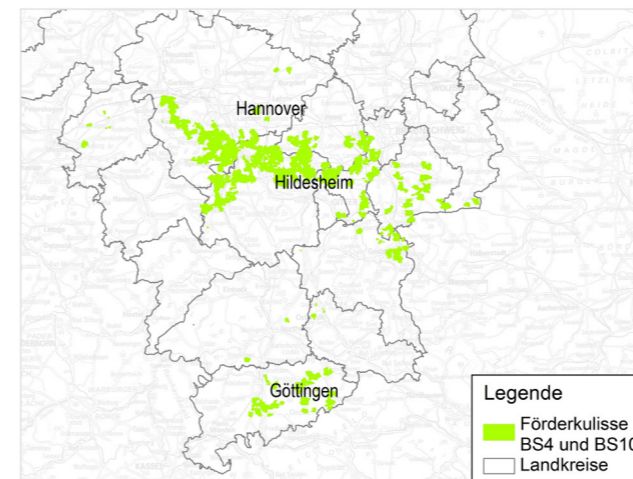 Hannover
Hildesheim
Göttingen
Legende
Förderkulisse
BS4 und BS10
Landkreise